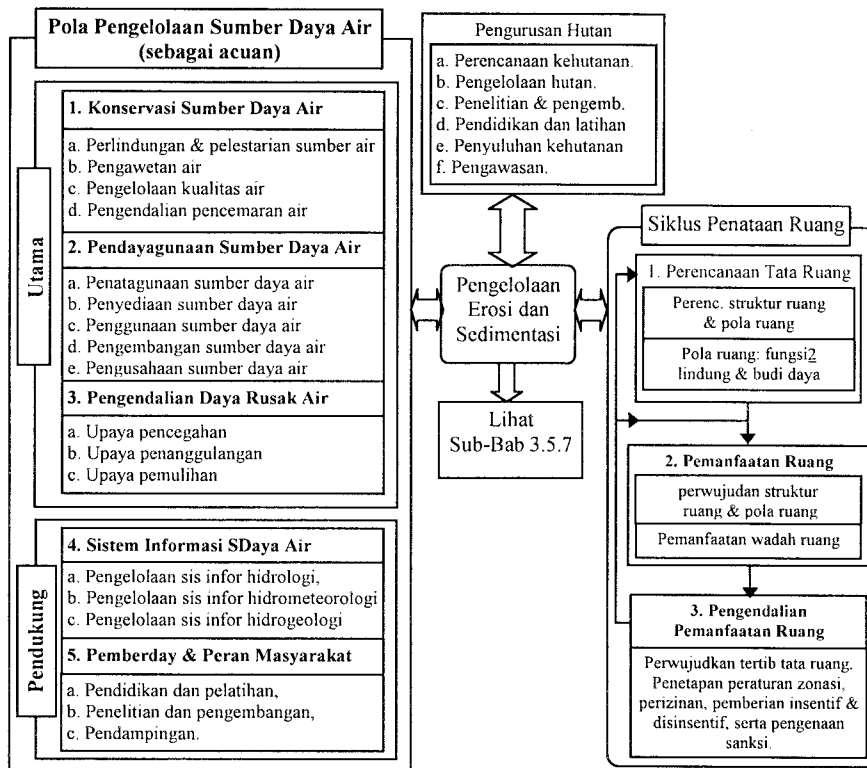 Pola Pengelolaan Sumber Daya Air
(sebagai acuan)
Utama
1. Konservasi Sumber Daya Air
a. Perlindungan & pelestarian sumber air
b. Pengawetan air
c. Pengelolaan kualitas air
d. Pengendalian pencemaran air
2. Pendayagunaan Sumber Daya Air
a. Penatagunaan sumber daya air
b. Penyediaan sumber daya air
c. Penggunaan sumber daya air
d. Pengembangan sumber daya air
e. Pengusahaan sumber daya air
3. Pengendalian Daya Rusak Air
a. Upaya pencegahan
b. Upaya penanggulangan
c. Upaya pemulihan
Pendukung
4. Sistem Informasi SDaya Air
a. Pengelolaan sis infor hidrologi,
b. Pengelolaan sis infor hidrometeorologi
c. Pengelolaan sis infor hidrogeologi
5. Pemberday & Peran Masyarakat
a. Pendidikan dan pelatihan,
b. Penelitian dan pengembangan,
c. Pendampingan.
Pengurusan Hutan
a. Perencanaan kehutanan.
b. Pengelolaan hutan.
c. Penelitian & pengemb.
d. Pendidikan dan latihan
e. Penyuluhan kehutanan
f. Pengawasan.
Pengelolaan
Erosi dan
Sedimentasi
Lihat
Sub-Bab 3.5.7
Siklus Penataan Ruang
1. Perencanaan Tata Ruang
Perenc. struktur ruang
& pola ruang
Pola ruang: fungsi2
lindung & budi daya
2. Pemanfaatan Ruang
perwujudan struktur
ruang & pola ruang
Pemanfaatan wadah ruang
3. Pengendalian
Pemanfaatan Ruang
Perwujudkan tertib tata ruang.
Penetapan peraturan zonasi,
perizinan, pemberian insentif &
disinsentif, serta pengenaan
sanksi.